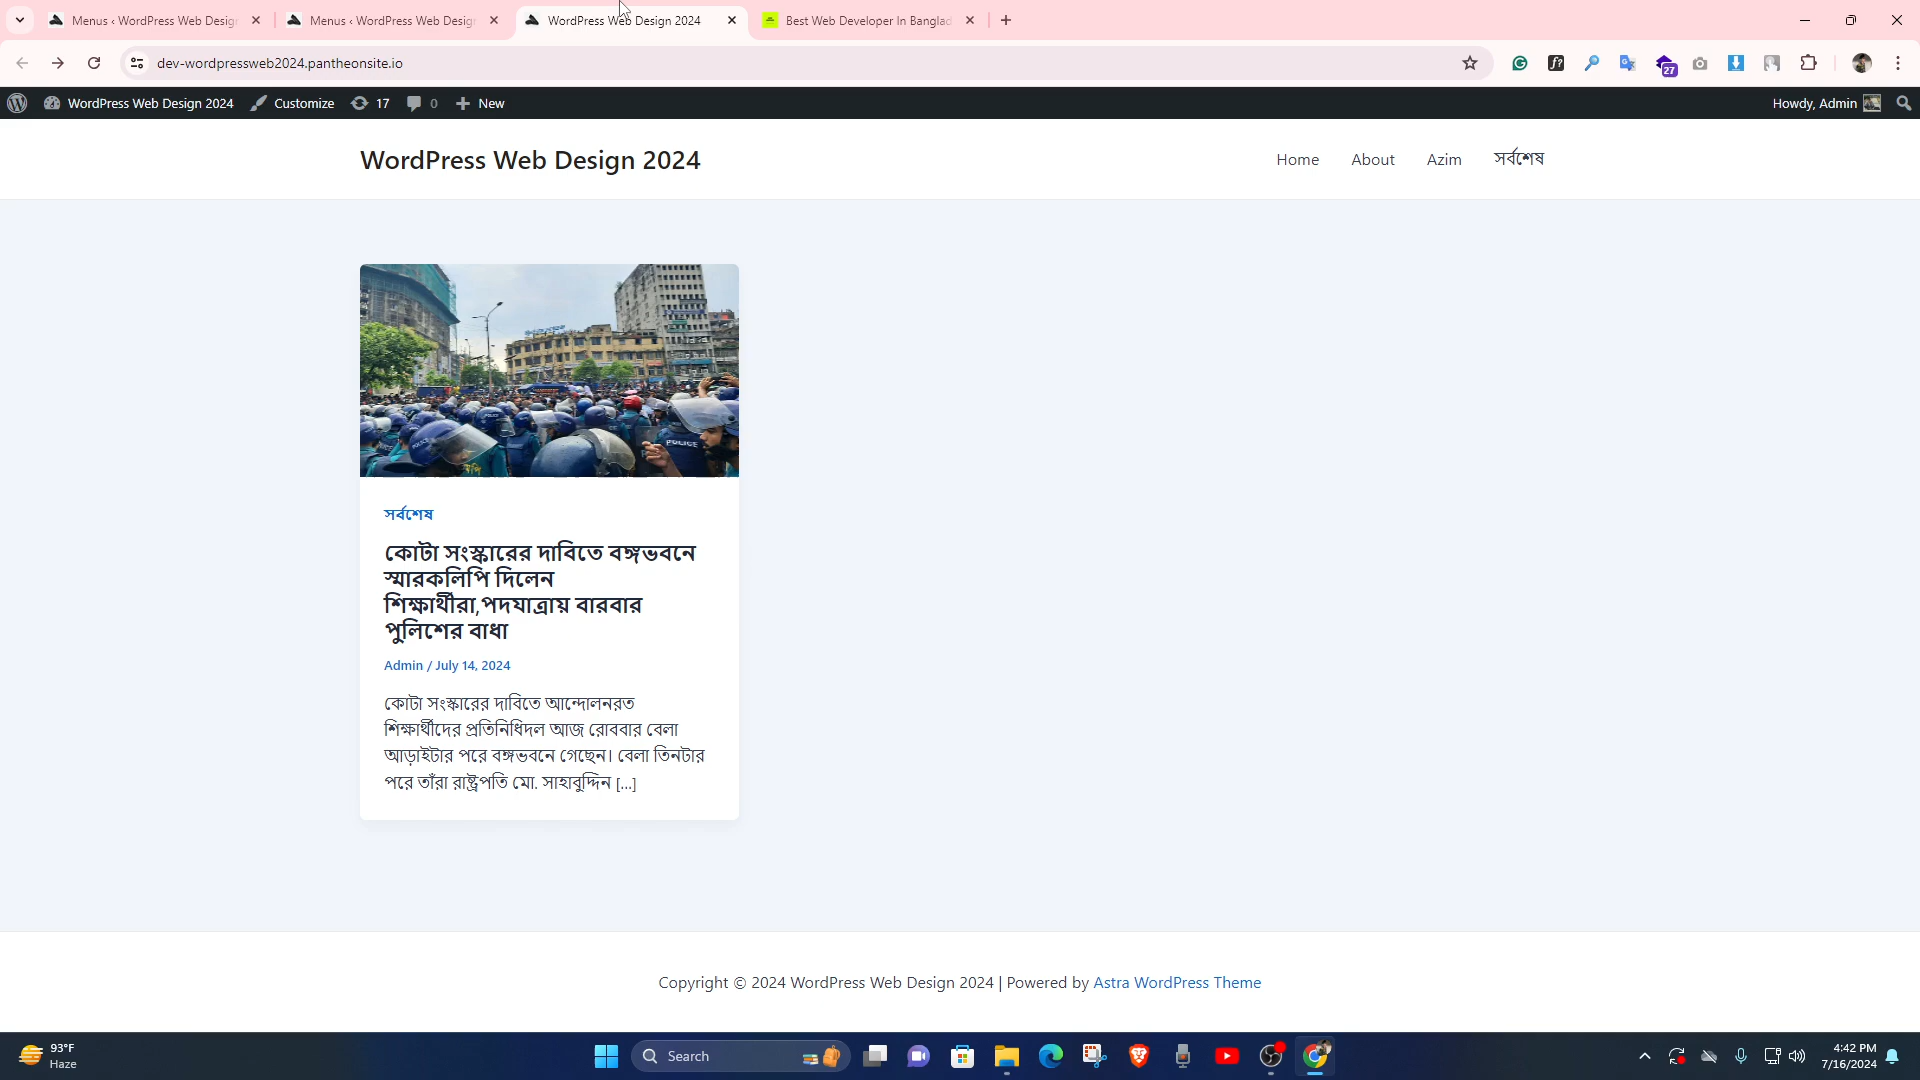 Menus ‹ WordPress Web Desig
Menus ‹ WordPress Web Desig
WordPress Web Design 2024
Best Web Developer In Banglad
dev-wordpressweb2024.pantheonsite.io
27
WordPress Web Design 2024
Customize
17
0
New
Howdy, Admin
WordPress Web Design 2024
Home
About
Azim
সর্বশেষ
POLICE
সর্বশেষ
কোটা সংস্কারের দাবিতে বঙ্গভবনে
স্মারকলিপি দিলেন
শিক্ষার্থীরা,পদযাত্রায় বারবার
পুলিশের বাধা
Admin / July 14, 2024
কোটা সংস্কারের দাবিতে আন্দোলনরত
শিক্ষার্থীদের প্রতিনিধিদল আজ রোববার বেলা
আড়াইটার পরে বঙ্গভবনে গেছেন। বেলা তিনটার
পরে তাঁরা রাষ্ট্রপতি মো. সাহাবুদ্দিন […]
Copyright © 2024 WordPress Web Design 2024 | Powered by Astra WordPress Theme
93°F
Haze
Search
4:42 PM
7/16/2024